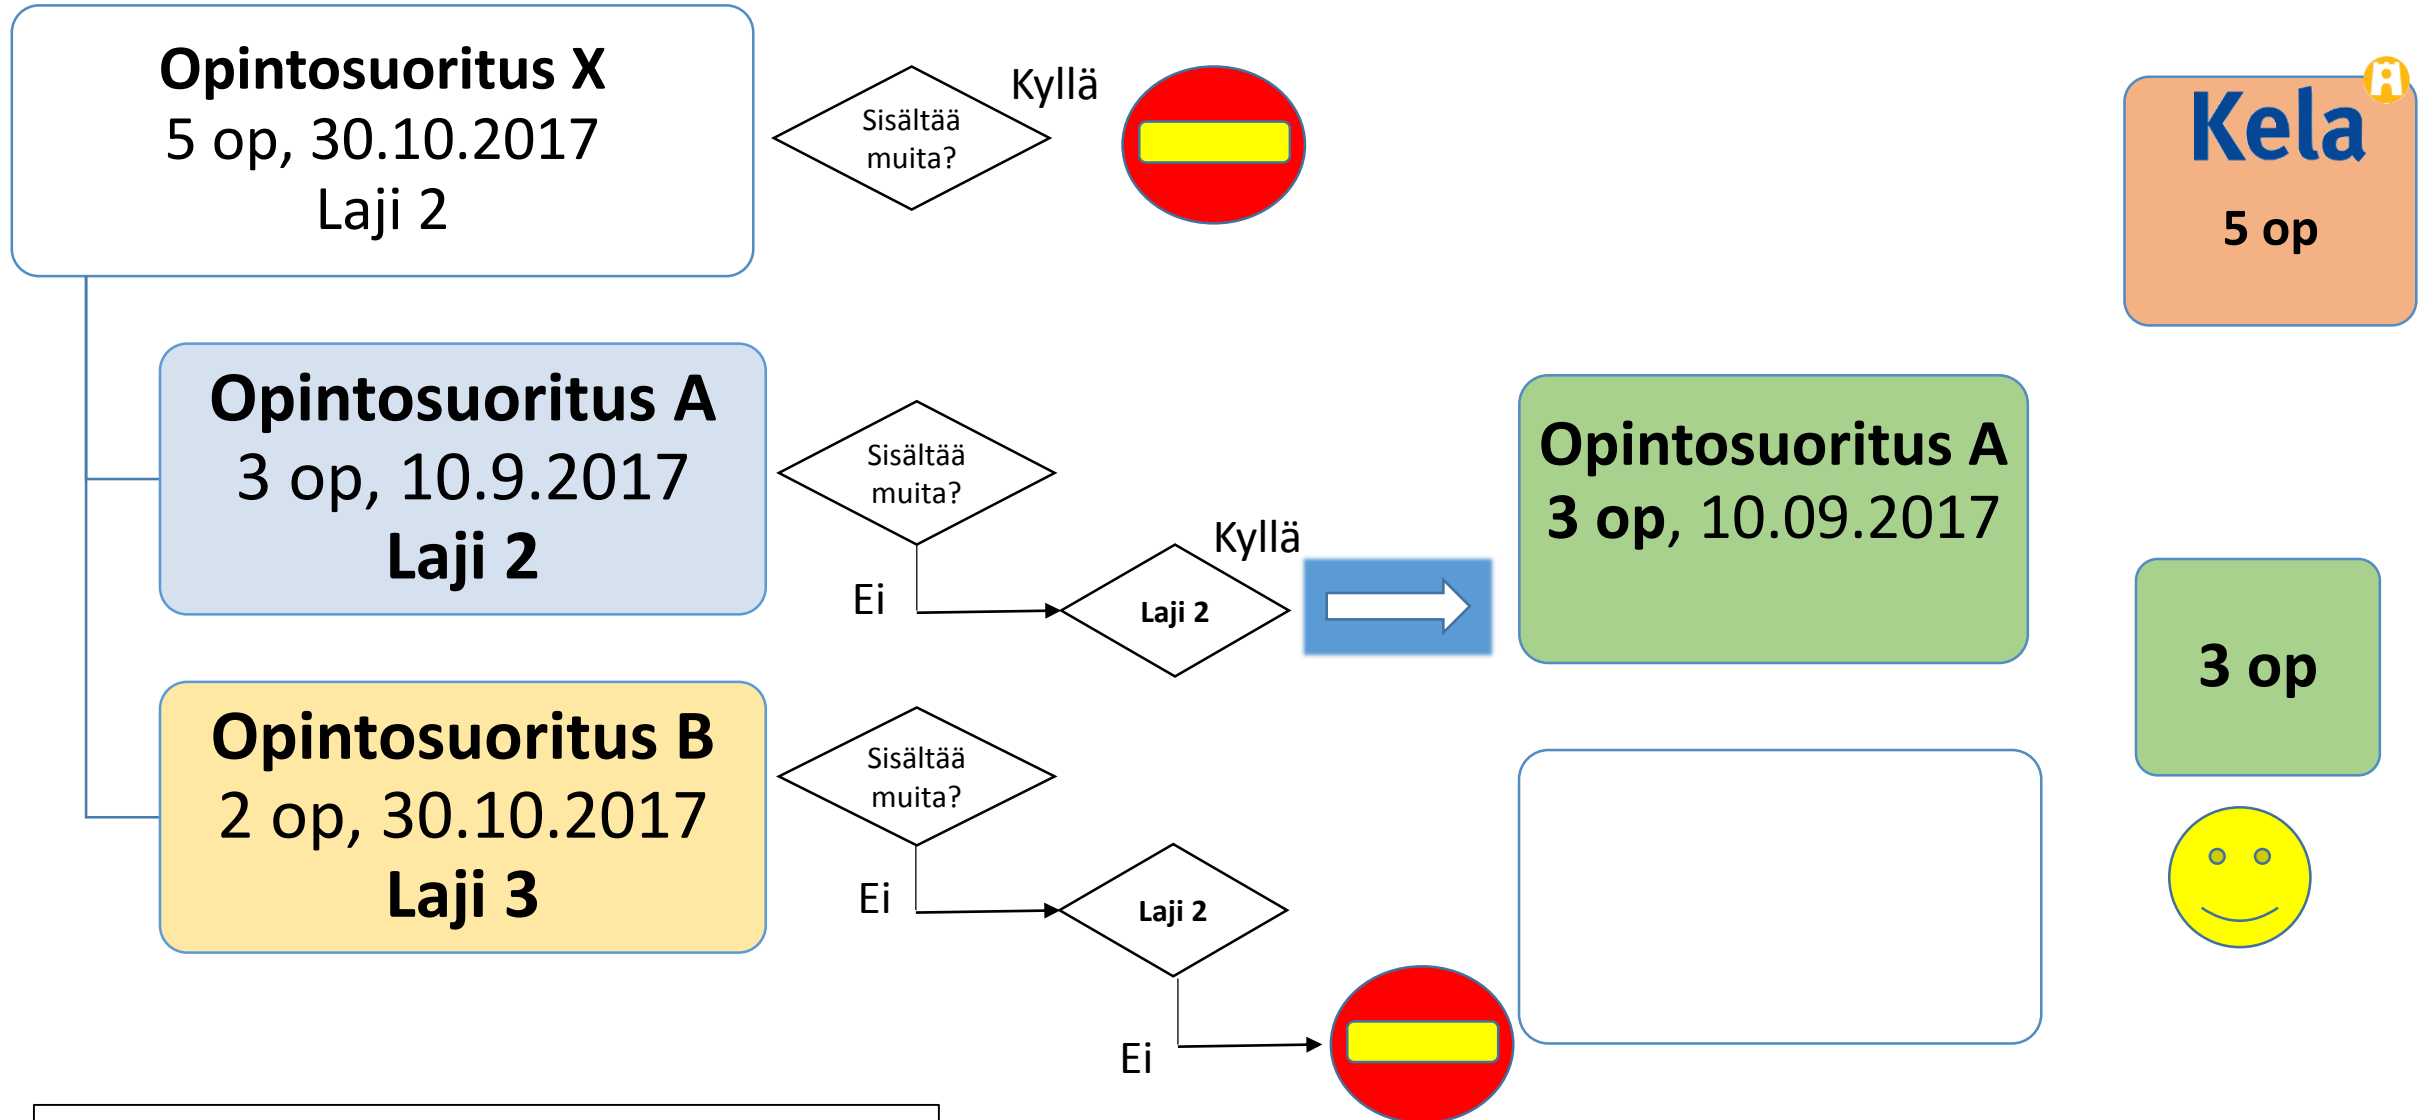 Opintosuoritus X
5 op, 30.10.2017
Laji 2
Sisältää
muita?
Kyllä
Kela
5 op
Opintosuoritus A
3 op, 10.9.2017
Laji 2
Sisältää
muita?
Ei
Laji 2
Kyllä
Opintosuoritus A
3 op, 10.09.2017
3 op
Opintosuoritus B
2 op, 30.10.2017
Laji 3
Sisältää
muita?
Ei
Laji 2
Ei